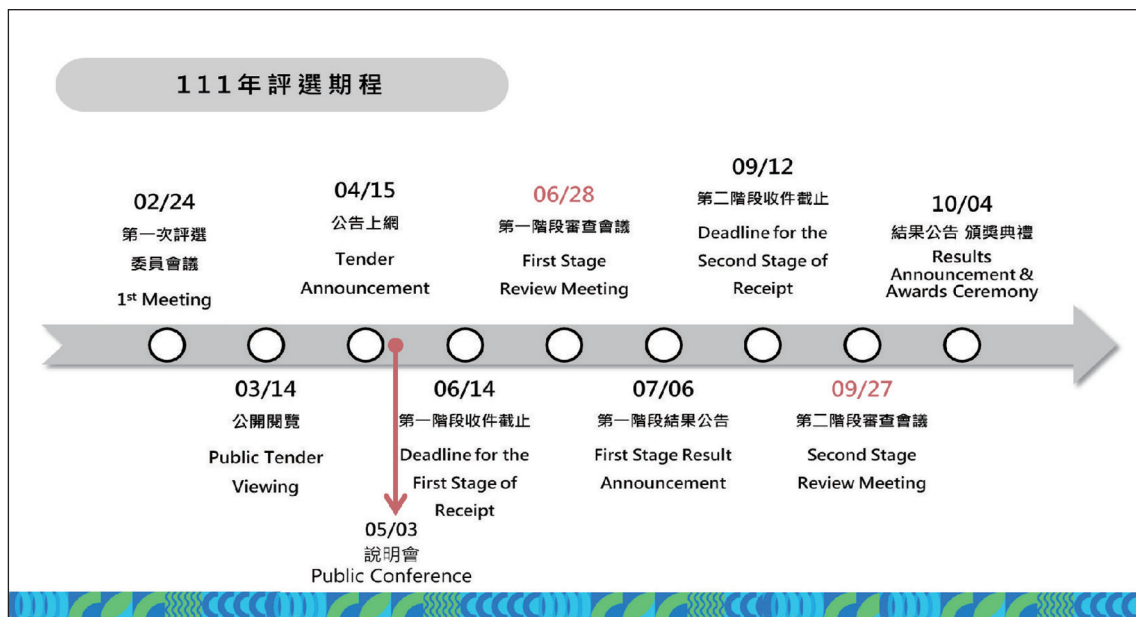 111年評選期程
02/24
第一次評選
委員會議
1st Meeting
03/14
公開閱覽
Public Tender
Viewing
04/15
公告上網
Tender
Announcement
05/03
說明會
Public Conference
06/14
第一階段收件截止
Deadline for the
First Stage of
Receipt
06/28
第一階段審查會議
First Stage
Review Meeting
07/06
第一階段結果公告
First Stage Result
Announcement
09/12
第二階段收件截止
Deadline for the
Second Stage of
Receipt
09/27
第二階段審查會議
Second Stage
Review Meeting
10/04
結果公告 頒獎典禮
Results
Announcement &
Awards Ceremony